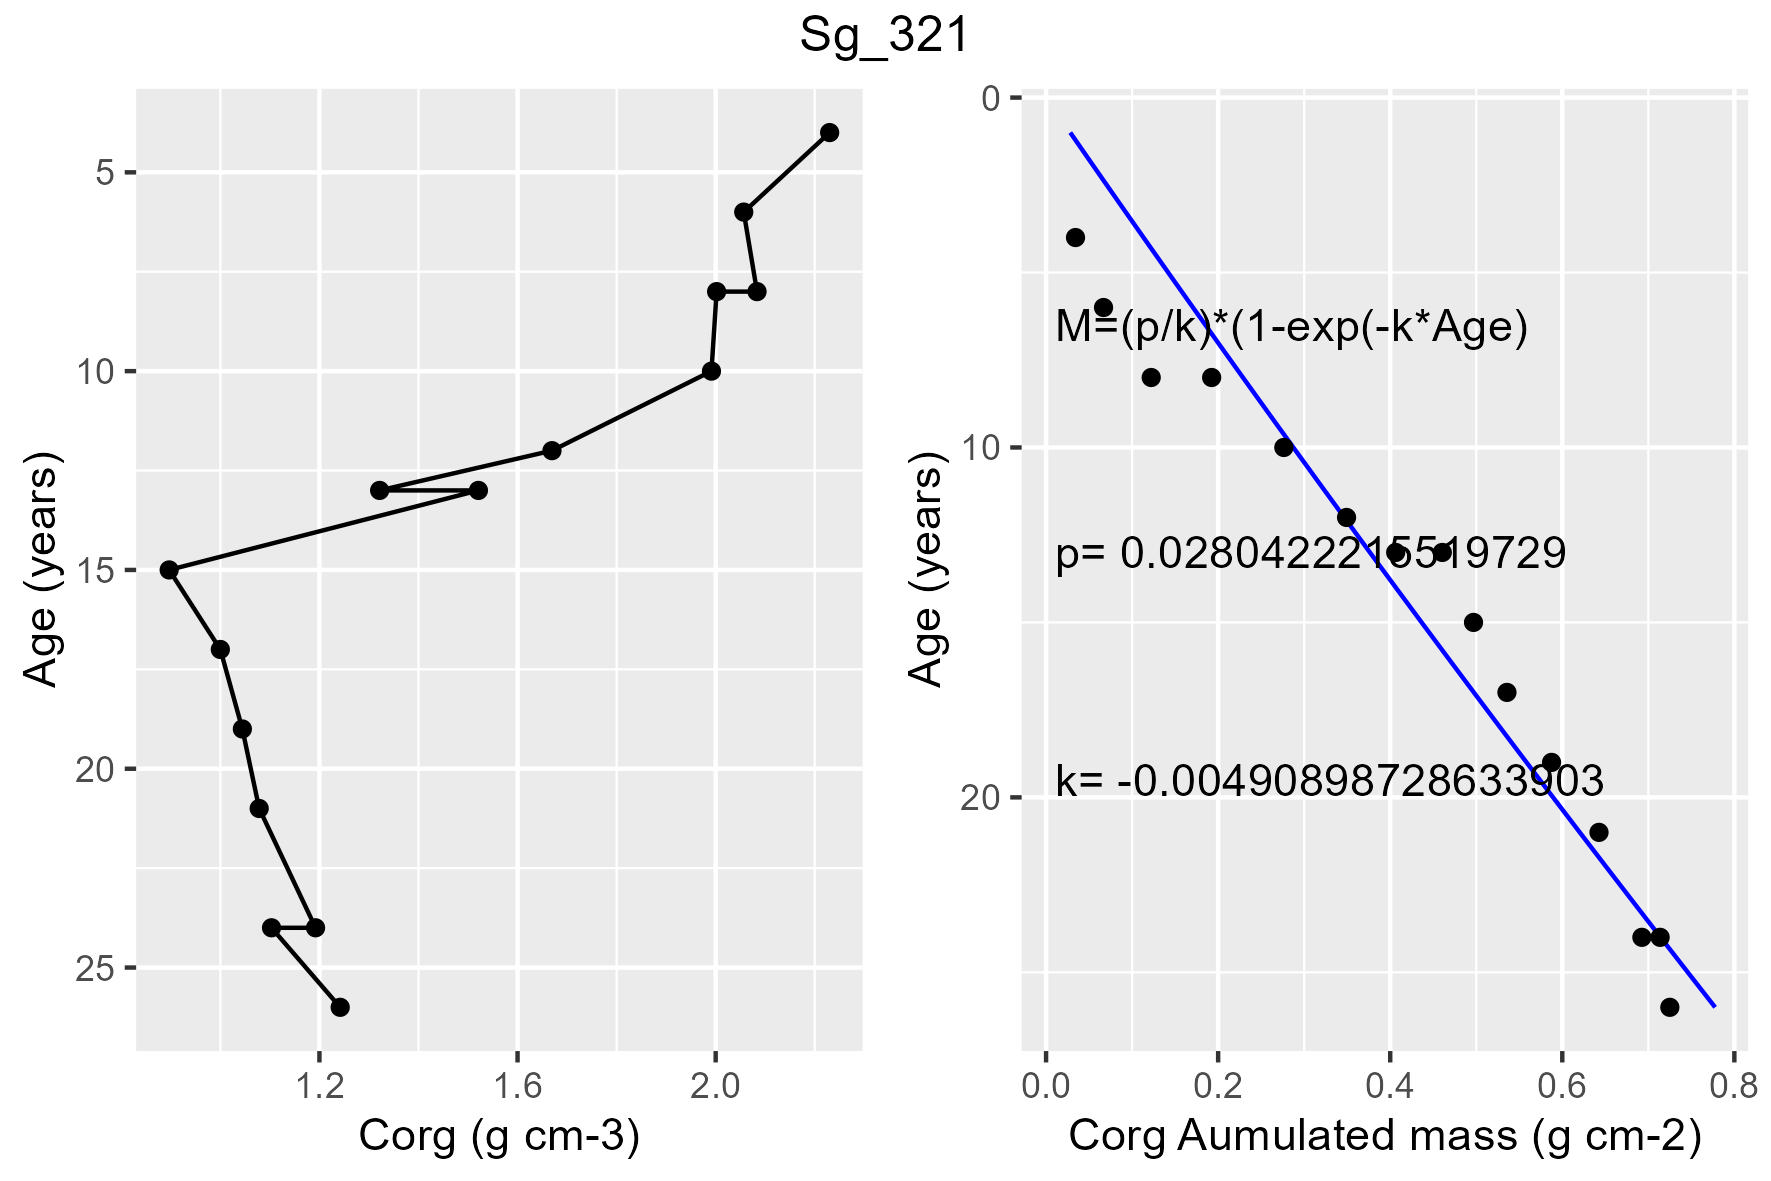 Sg_321
5
10
15
20
25
Age (years)
1.2 1.6 2.0
Corg (g cm-3)
0
10
20
Age (years)
M=(p/k)*(1-exp(-k*Age)
p= 0.0280422215519729
k= -0.00490898728633903
0.0 0.2 0.4 0.6 0.8
Corg Aumulated mass (g cm-2)